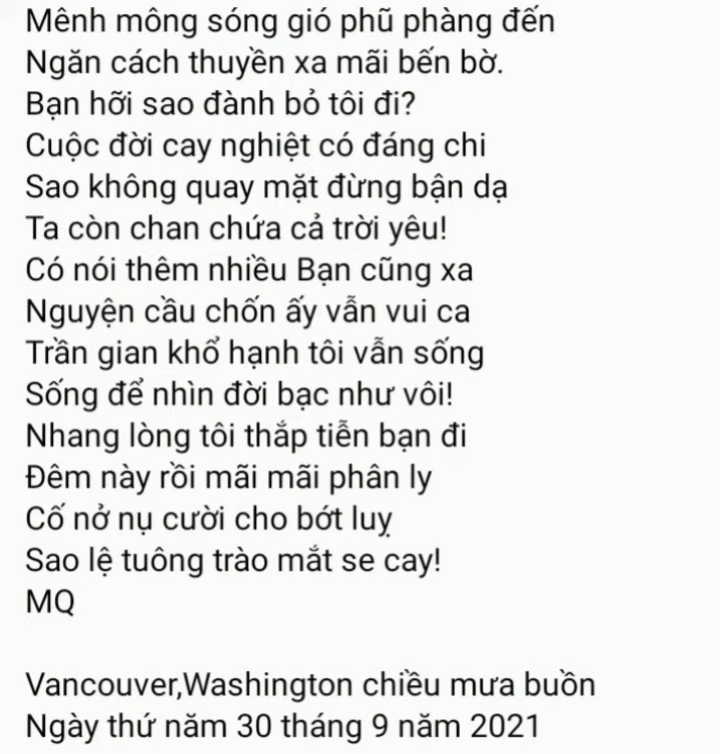 Mênh mông sóng gió phũ phàng đến
Ngăn cách thuyền xa mãi bến bờ.
Bạn hỡi sao đành bỏ tôi đi?
Cuộc đời cay nghiệt có đáng chi
Sao không quay mặt đừng bận dạ
Ta còn chan chứa cả trời yêu!
Có nói thêm nhiều Bạn cũng xa
Nguyện cầu chốn ấy vẫn vui ca
Trần gian khổ hạnh tôi vẫn sống
Sống để nhìn đời bạc như vôi!
Nhang lòng tôi thắp tiễn bạn đi
Đêm này rồi mãi mãi phân ly
Cố nở nụ cười cho bớt luỵ
Sao lệ tuông trào mắt se cay!
MQ
Vancouver,Washington chiều mưa buồn
Ngày thứ năm 30 tháng 9 năm 2021